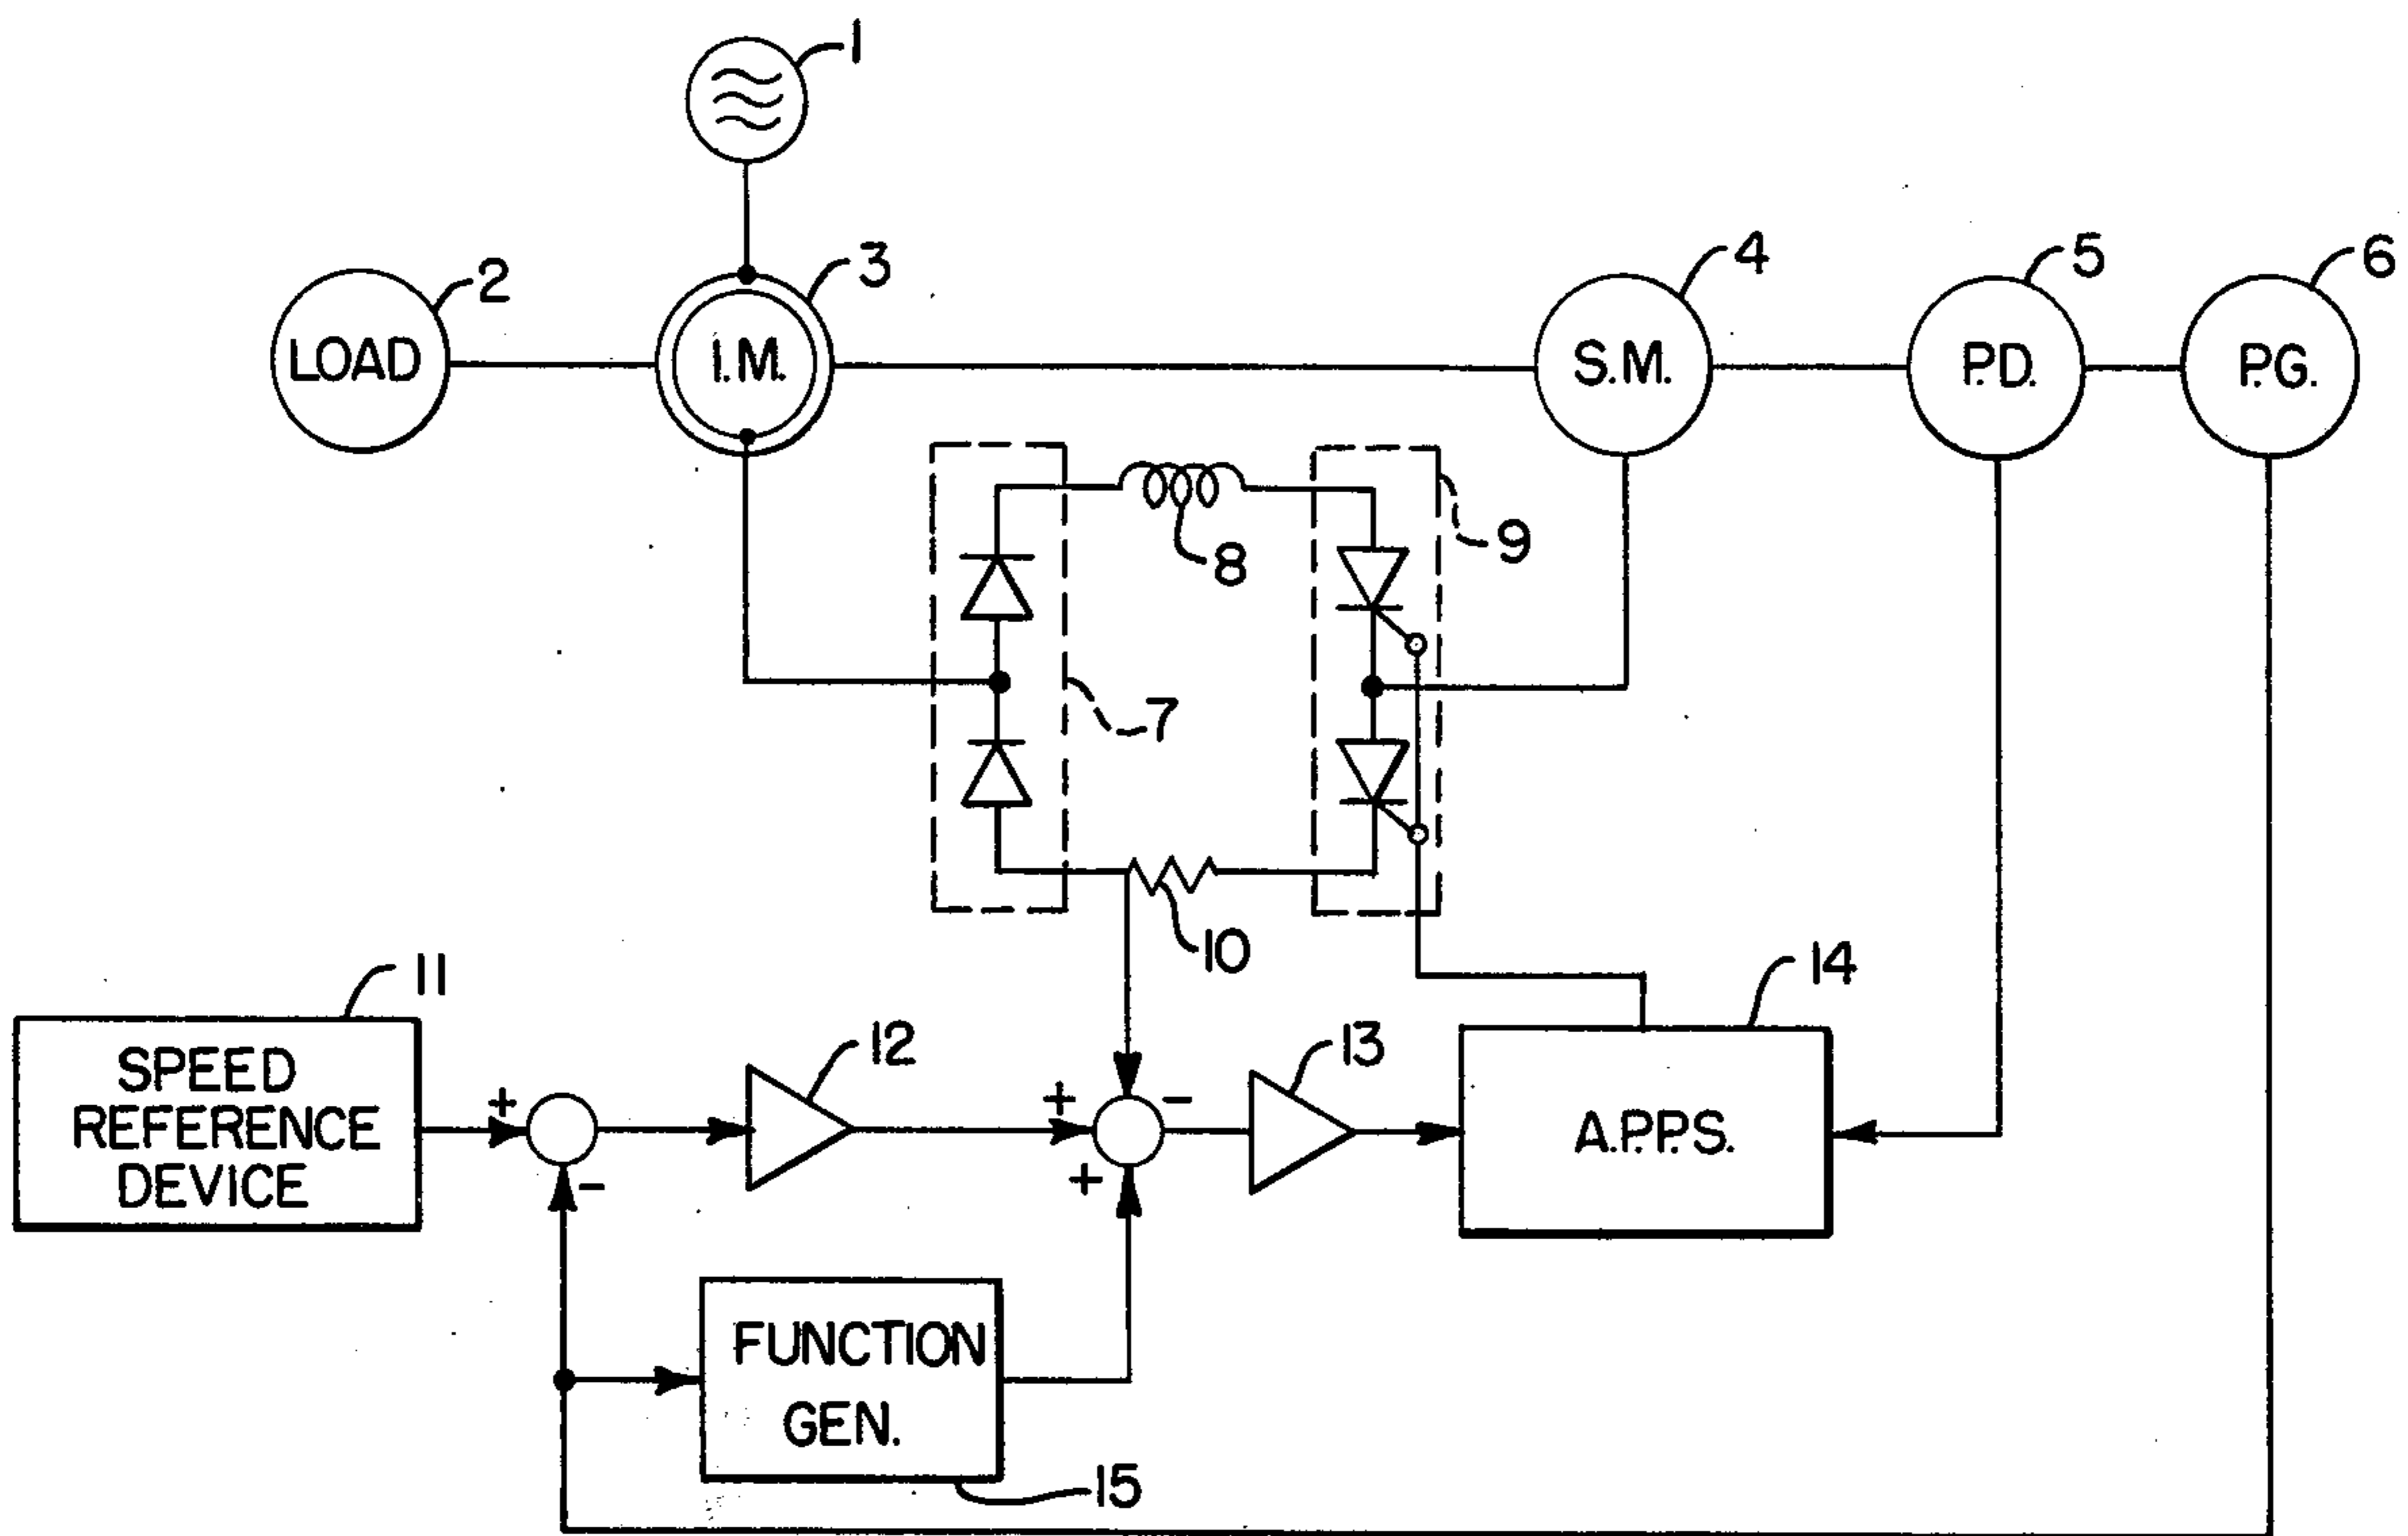 1
2
3
4
5
6
LOAD
I.M.
S.M.
P.D.
P.G.
8
9
7
10
11
14
12
13
SPEED
REFERENCE
DEVICE
+
-
+
-
+
A.P.P.S.
FUNCTION
GEN.
15